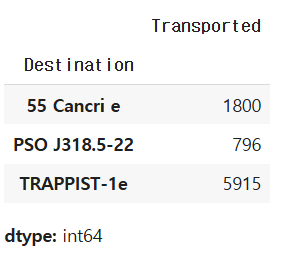 Transported
Destination
55 Cancri e 1800
PSO J318.5-22 796
TRAPPIST-1e 5915
dtype: int64